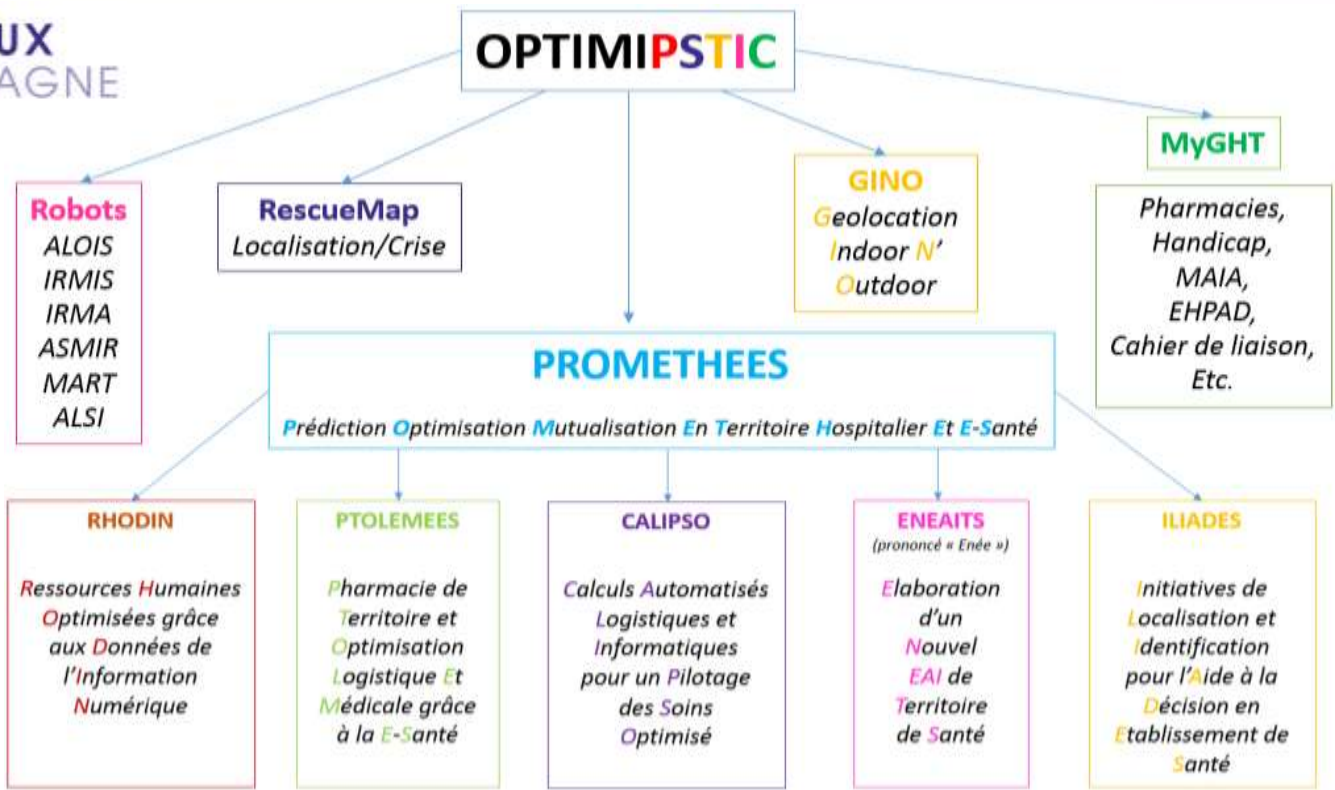 UX
AGNE
OPTIMIPSTIC
Robots
ALOIS
IRMIS
IRMA
ASMIR
MART
ALSI
RescueMap
Localisation/Crise
GINO
Geolocation
Indoor N'
Outdoor
MyGHT
Pharmacies,
Handicap,
MAIA,
EHPAD,
Cahier de liaison,
Etc.
PROMETHEES
Prédiction Optimisation Mutualisation En Territoire Hospitalier Et E-Santé
RHODIN
Ressources Humaines
Optimisées grâce
aux Données de
l'Information
Numérique
PTOLEMEES
Pharmacie de
Territoire et
Optimisation
Logistique Et
Médicale grâce
à la E-Santé
CALIPSO
Calculs Automatisés
Logistiques et
Informatiques
pour un Pilotage
des Soins
Optimisé
ENEAITS
(prononcé « Enée »)
Elaboration
d'un
Nouvel
EAI de
Territoire
de Santé
ILIADES
Initiatives de
Localisation et
Identification
pour l'Aide à la
Décision en
Etablissement de
Santé